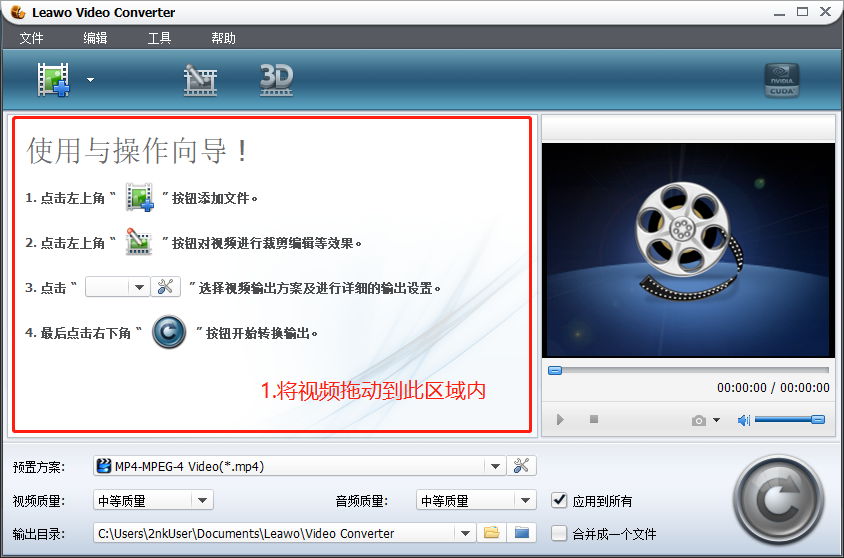 Leawo Video Converter
文件 编辑 工具 帮助
3D
NVIDIA
CUDA
使用与操作向导！
1. 点击左上角“ ”按钮添加文件。
2. 点击左上角“ ”按钮对视频进行裁剪编辑等效果。
3. 点击“ ”选择视频输出方案及进行详细的输出设置。
4. 最后点击右下角“ ”按钮开始转换输出。
1.将视频拖动到此区域内
00:00:00 / 00:00:00
预置方案: MP4-MPEG-4 Video(*.mp4)
视频质量: 中等质量 音频质量: 中等质量 应用到所有
输出目录: C:\Users\2nkUser\Documents\Leawo\Video Converter 合并成一个文件